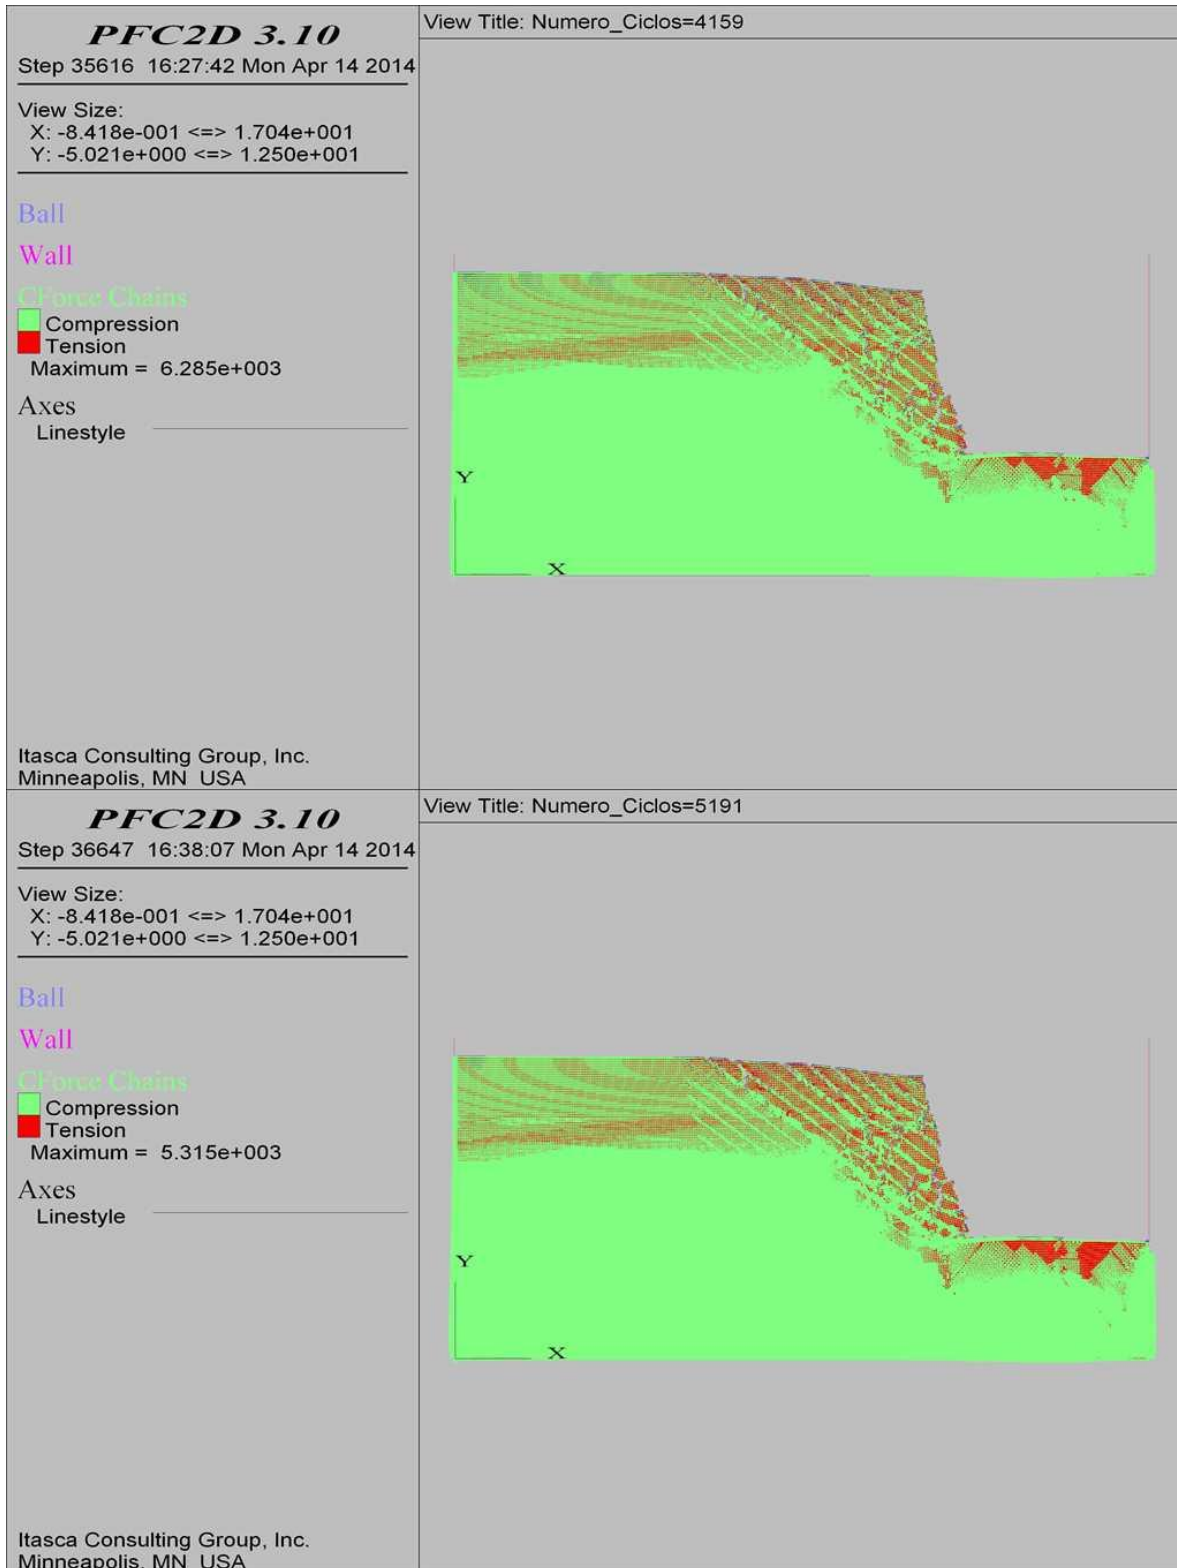 PFC2D 3.10
Step 35616 16:27:42 Mon Apr 14 2014
View Size:
X: -8.418e-001 <=> 1.704e+001
Y: -5.021e+000 <=> 1.250e+001
Ball
Wall
CForce Chains
Compression
Tension
Maximum = 6.285e+003
Axes
Linestyle
Itasca Consulting Group, Inc.
Minneapolis, MN USA
View Title: Numero_Ciclos=4159
Y
X
PFC2D 3.10
Step 36647 16:38:07 Mon Apr 14 2014
View Size:
X: -8.418e-001 <=> 1.704e+001
Y: -5.021e+000 <=> 1.250e+001
Ball
Wall
CForce Chains
Compression
Tension
Maximum = 5.315e+003
Axes
Linestyle
Itasca Consulting Group, Inc.
Minneapolis, MN USA
View Title: Numero_Ciclos=5191
Y
X